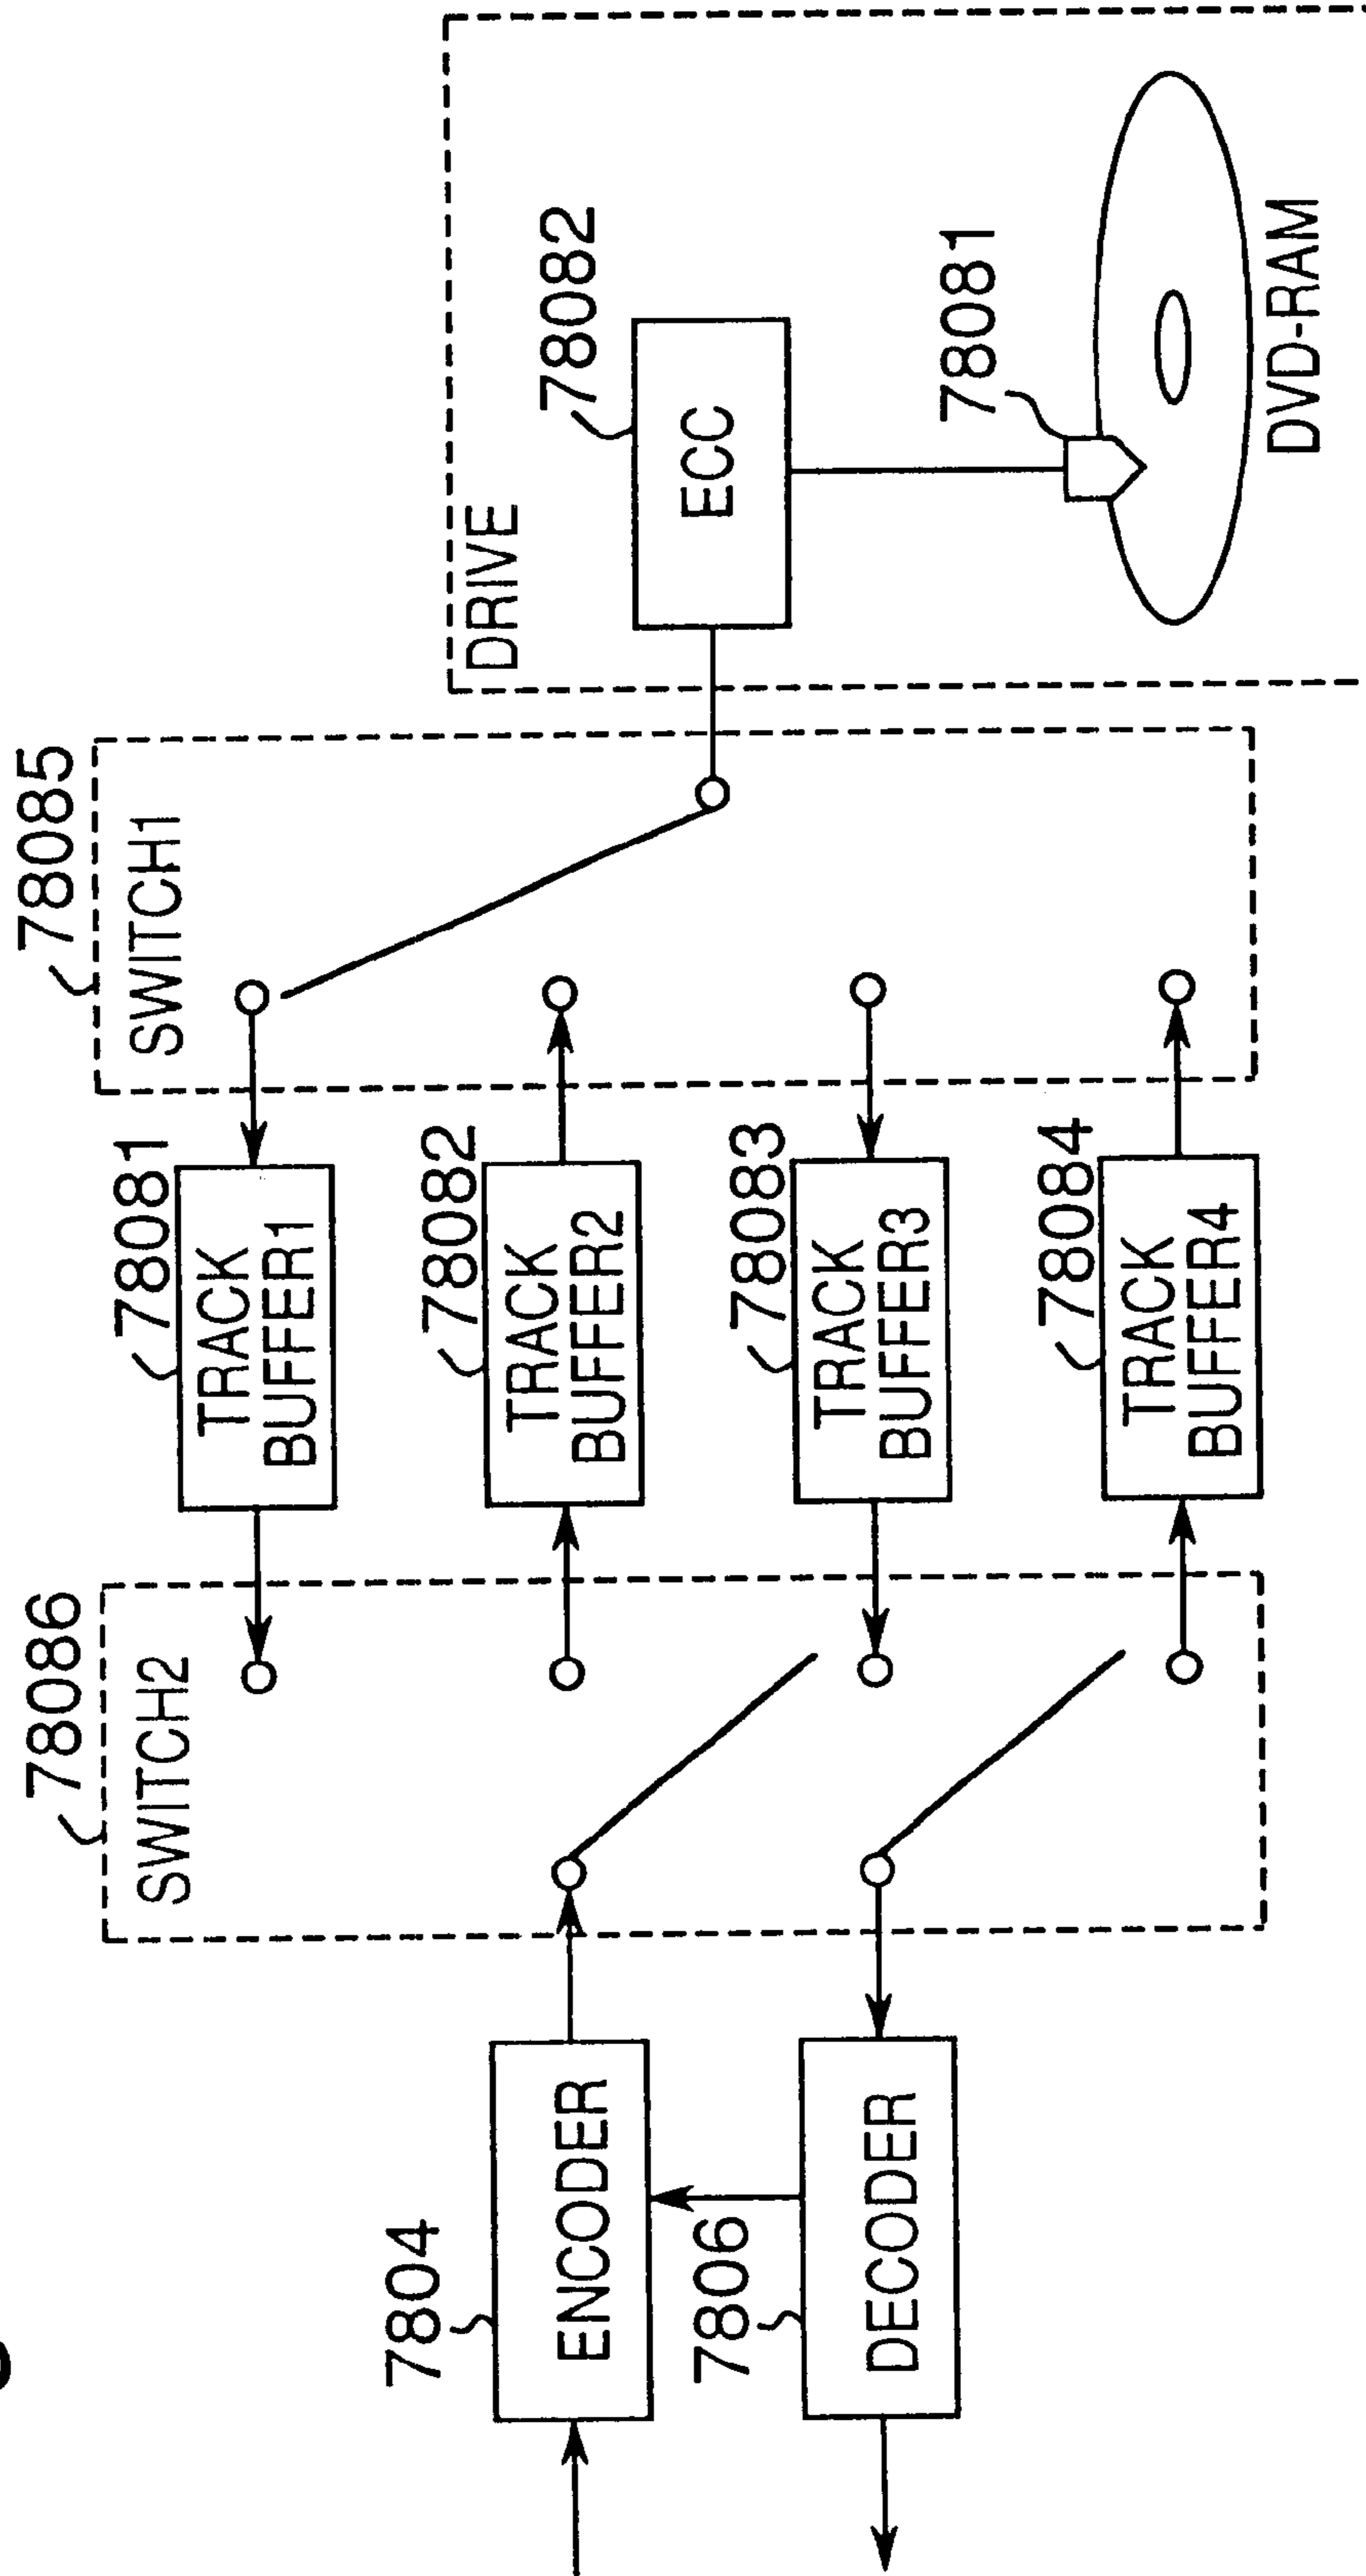 78086
SWITCH2
78085
SWITCH1
DRIVE
7804
ENCODER
7806
DECODER
78081
TRACK
BUFFER1
78082
TRACK
BUFFER2
78083
TRACK
BUFFER3
78084
TRACK
BUFFER4
78082
ECC
78081
DVD-RAM